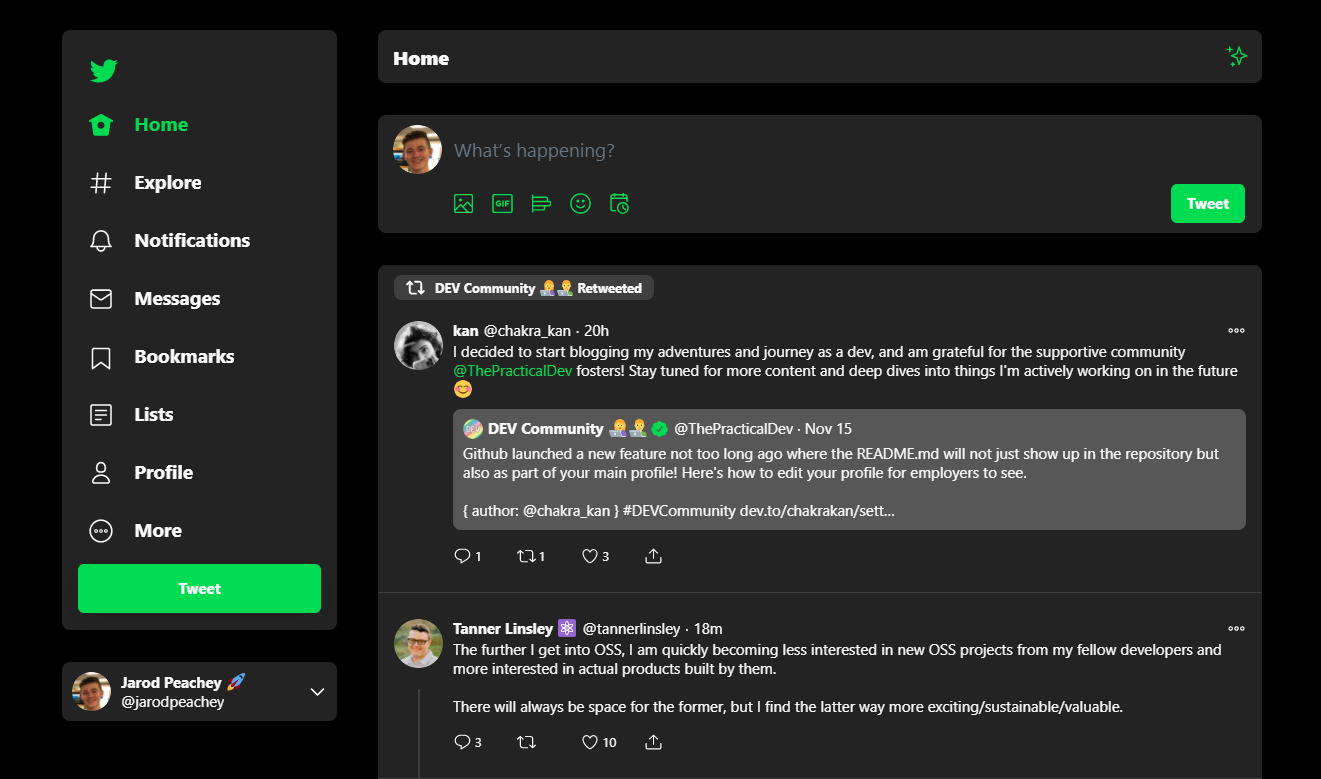 Home
Explore
Notifications
Messages
Bookmarks
Lists
Profile
More
Tweet
Jarod Peachey 🚀
@jarodpeachey
Home
What's happening?
GIF
Tweet
DEV Community 👩‍💻👨‍💻 Retweeted
kan @chakra_kan · 20h
I decided to start blogging my adventures and journey as a dev, and am grateful for the supportive community
@ThePracticalDev fosters! Stay tuned for more content and deep dives into things I'm actively working on in the future
😊
DEV
DEV Community 👩‍💻👨‍💻 @ThePracticalDev · Nov 15
Github launched a new feature not too long ago where the README.md will not just show up in the repository but
also as part of your main profile! Here's how to edit your profile for employers to see.
{ author: @chakra_kan } #DEVCommunity dev.to/chakrakan/sett...
1 1 3
Tanner Linsley ⚛ @tannerlinsley · 18m
The further I get into OSS, I am quickly becoming less interested in new OSS projects from my fellow developers and
more interested in actual products built by them.
There will always be space for the former, but I find the latter way more exciting/sustainable/valuable.
3 10